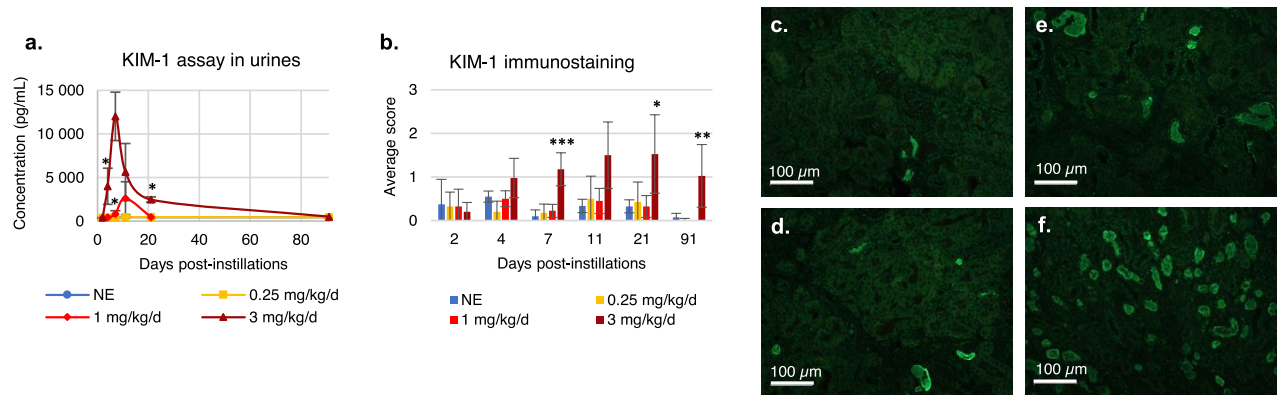 a.
KIM-1 assay in urines
Concentration (pg/mL)
15 000
10 000
5 000
0
*
*
*
0 20 40 60 80
Days post-instillations
NE 0.25 mg/kg/d
1 mg/kg/d 3 mg/kg/d
b.
KIM-1 immunostaining
Average score
3
2
1
0
***
*
**
2 4 7 11 21 91
Days post-instillations
NE 0.25 mg/kg/d
1 mg/kg/d 3 mg/kg/d
c.
100 µm
d.
100 µm
e.
100 µm
f.
100 µm